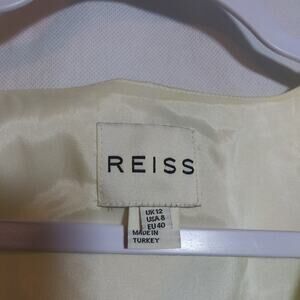 REISS
UK 12
USA 8
EU 40
MADE IN
TURKEY